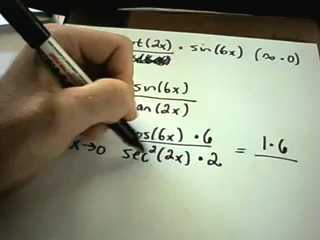 t(2x) · sin(6x) (∞·0)
sin(6x)
an(2x)
x→0 os(6x) · 6
sec²(2x) · 2 = 1·6